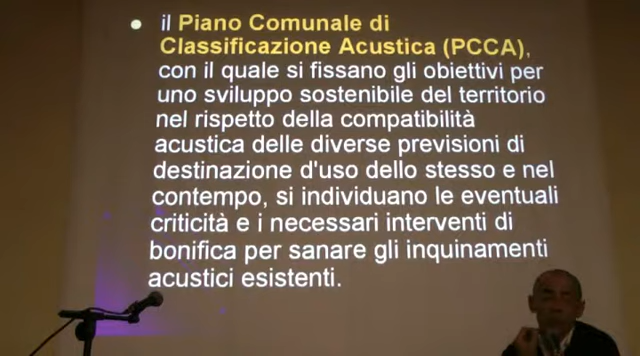 • il Piano Comunale di
Classificazione Acustica (PCCA),
con il quale si fissano gli obiettivi per
uno sviluppo sostenibile del territorio
nel rispetto della compatibilità
acustica delle diverse previsioni di
destinazione d'uso dello stesso e nel
contempo, si individuano le eventuali
criticità e i necessari interventi di
bonifica per sanare gli inquinamenti
acustici esistenti.